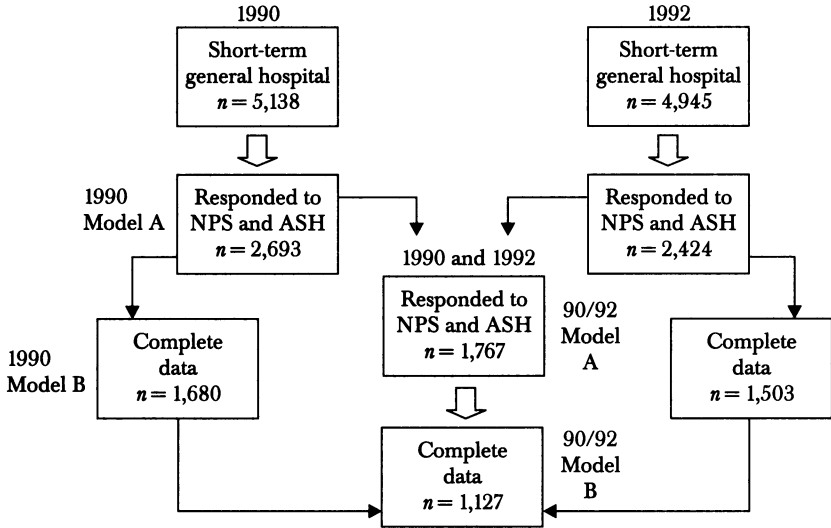 1990
Short-term
general hospital
n = 5,138
1992
Short-term
general hospital
n = 4,945
1990
Model A
Responded to
NPS and ASH
n = 2,693
Responded to
NPS and ASH
n = 2,424
1990 and 1992
Responded to
NPS and ASH
n = 1,767
90/92
Model
A
1990
Model B
Complete
data
n = 1,680
Complete
data
n = 1,503
Complete
data
n = 1,127
90/92
Model
B